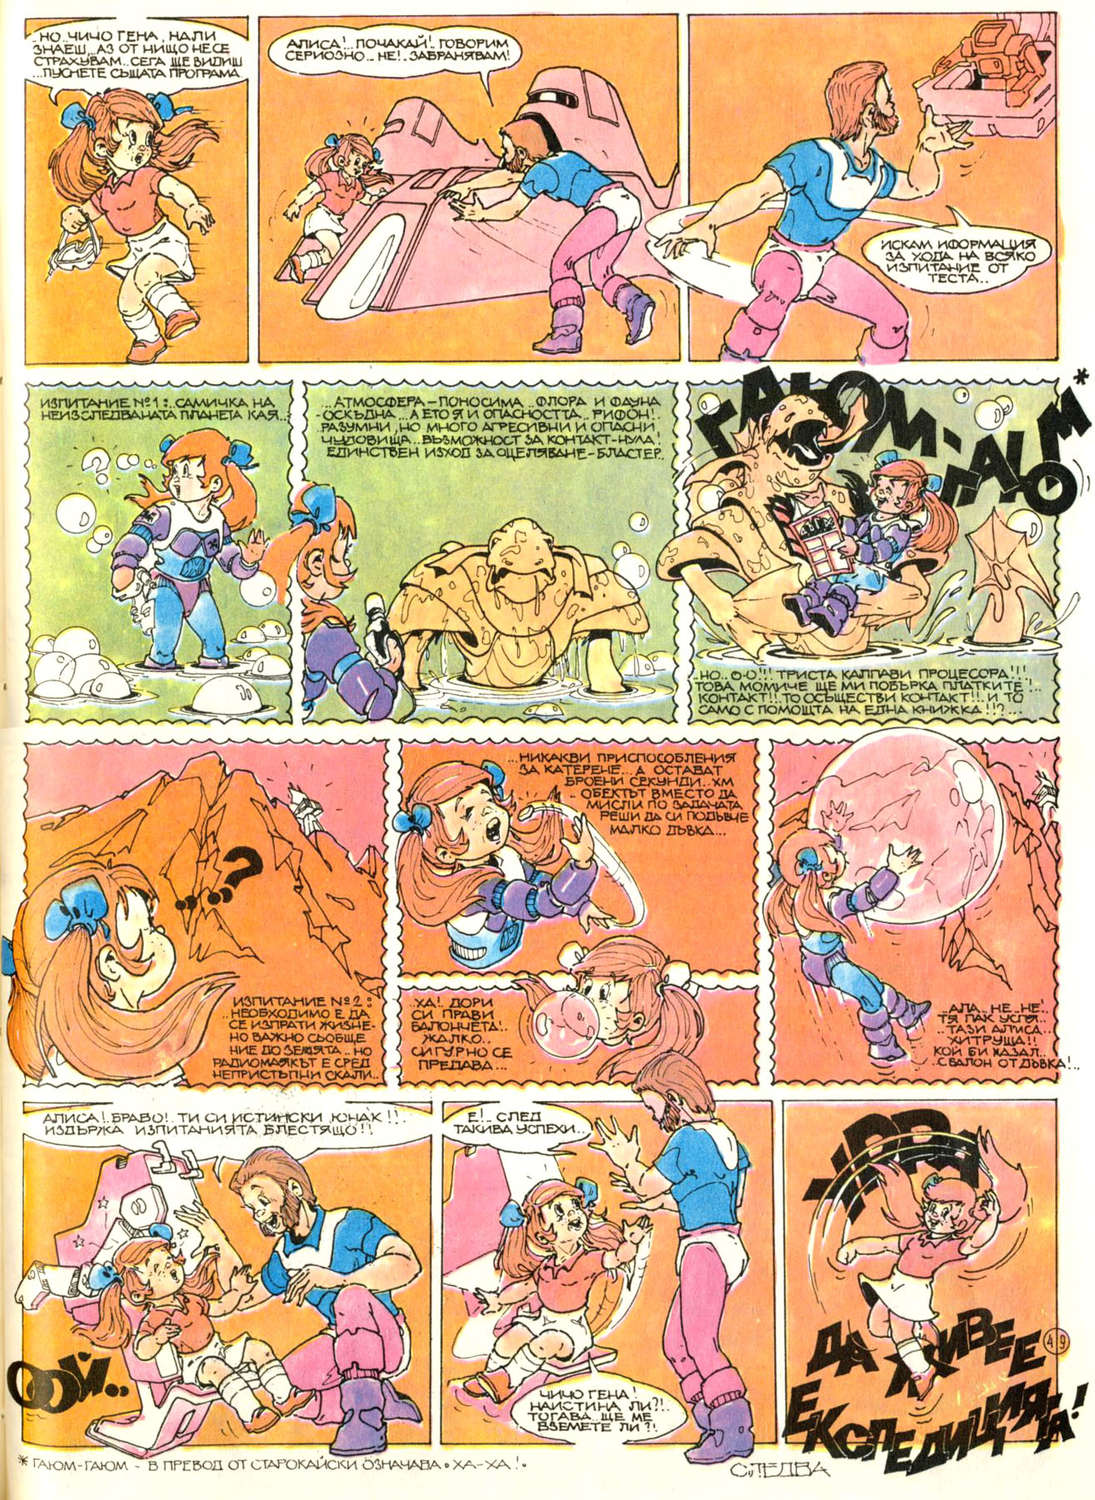 ..НО..ЧИЧО ГЕНА, НАЛИ
ЗНАЕШ...АЗ ОТ НИЩО НЕ СЕ
СТРАХУВАМ..СЕГА ЩЕ ВИДИШ
...ПУСНЕТЕ СЪЩАТА ПРОГРАМА
АЛИСА!..ПОЧАКАЙ!.ГОВОРИМ
СЕРИОЗНО...НЕ!.ЗАБРАНЯВАМ!
ИСКАМ ИФОРМАЦИЯ
ЗА ХОДА НА ВСЯКО
ИЗПИТАНИЕ ОТ
ТЕСТА..
ИЗПИТАНИЕ №1:..САМИЧКА НА
НЕИЗСЛЕДВАНАТА ПЛАНЕТА КАЯ..
?
...АТМОСФЕРА-ПОНОСИМА..ФЛОРА И ФАУНА
-ОСКЪДНА...А ЕТО Я И ОПАСНОСТТА..РИФОН!.
РАЗУМНИ, НО МНОГО АГРЕСИВНИ И ОПАСНИ
ЧУДОВИЩА...ВЪЗМОЖНОСТ ЗА КОНТАКТ-НУЛА!
ЕДИНСТВЕН ИЗХОД ЗА ОЦЕЛЯВАНЕ-БЛАСТЕР.
ГАЮМ-ГАЮМ *
..НО..О-О!!! ТРИСТА КАЛПАВИ ПРОЦЕСОРА!!!
ТОВА МОМИЧЕ ЩЕ МИ ПОБЪРКА ПЛАТКИТЕ!..
КОНТАКТ!!.ТО ОСЪЩЕСТВИ КОНТАКТ!! И ТО
САМО С ПОМОЩТА НА ЕДНА КНИЖКА!!?...
...?
ИЗПИТАНИЕ №2:
..НЕОБХОДИМО Е ДА
СЕ ИЗПРАТИ ЖИЗНЕ-
НО ВАЖНО СЪОБЩЕ
НИЕ ДО ЗЕМЯТА..НО
РАДИОМАЯКЪТ Е СРЕД
НЕПРИСТЪПНИ СКАЛИ..
...НИКАКВИ ПРИСПОСОБЛЕНИЯ
ЗА КАТЕРЕНЕ...А ОСТАВАТ
БРОЕНИ СЕКУНДИ..ХМ
..ОБЕКТЪТ ВМЕСТО ДА
МИСЛИ ПО ЗАДАЧАТА
РЕШИ ДА СИ ПОДЪВЧЕ
МАЛКО ДЪВКА...
..ХА!.ДОРИ
СИ ПРАВИ
БАЛОНЧЕТА!.
ЖАЛКО..
СИГУРНО СЕ
ПРЕДАВА...
..АЛА..НЕ..НЕ!
ТЯ ПАК УСПЯ..
..ТАЗИ АЛИСА...
ХИТРУША!!
КОЙ БИ КАЗАЛ..
..С БАЛОН ОТ ДЪВКА!..
АЛИСА!.БРАВО!.ТИ СИ ИСТИНСКИ ЮНАК!!.
ИЗДЪРЖА ИЗПИТАНИЯТА БЛЕСТЯЩО!!
ОООЙ..
Е!..СЛЕД
ТАКИВА УСПЕХИ...
ЧИЧО ГЕНА!
НАИСТИНА ЛИ?!.
ТОГАВА..ЩЕ МЕ
ВЗЕМЕТЕ ЛИ?!.
ДА ЖИВЕЕ
ЕКСПЕДИЦИЯТА!
49
* ГАЮМ-ГАЮМ - В ПРЕВОД ОТ СТАРОКАЙСКИ ОЗНАЧАВА "ХА-ХА!"
СЛЕДВА